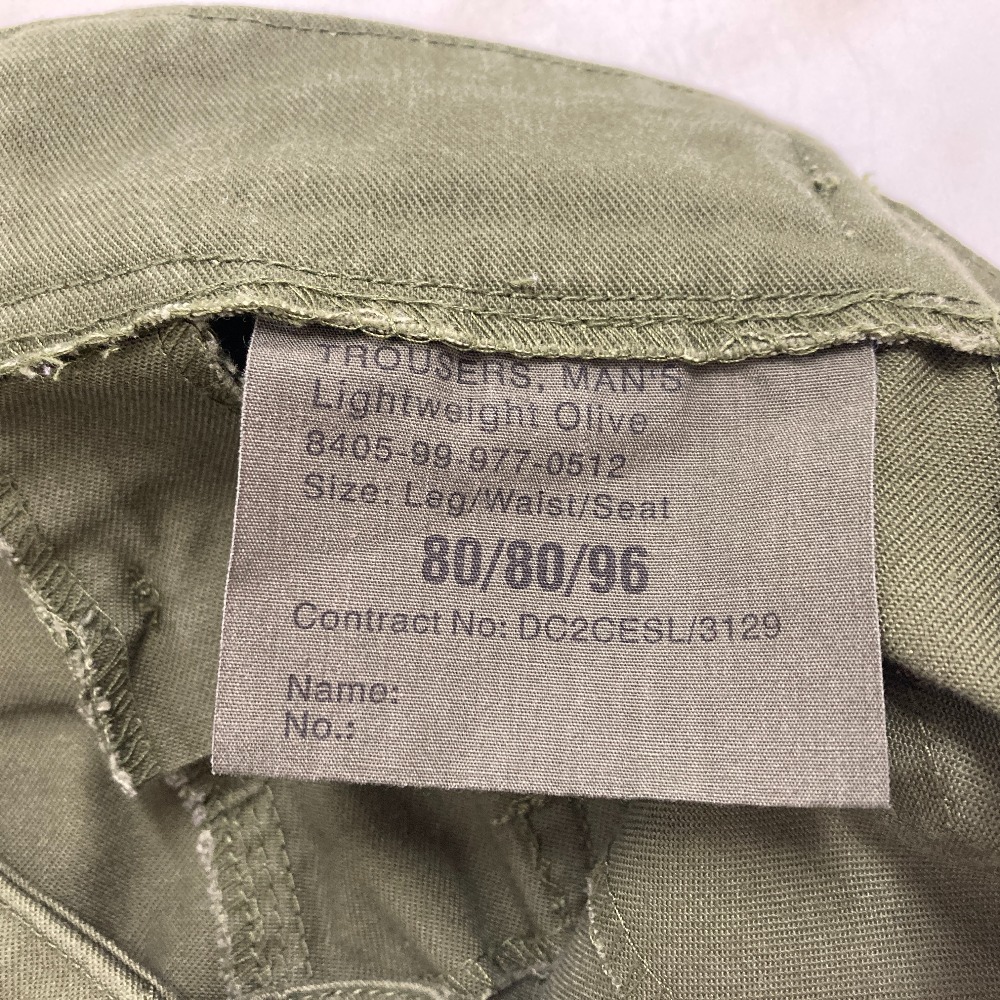 TROUSERS, MAN'S
Lightweight Olive
8405-99-977-0512
Size: Leg/Waist/Seat
80/80/96
Contract No: DC2CESL/3129
Name:
No.: